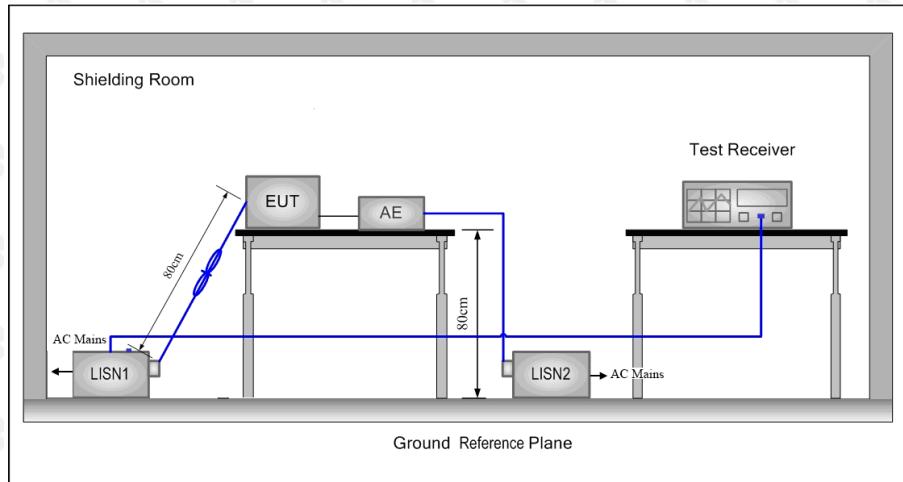 Shielding Room
Test Receiver
EUT
AE
80cm
80cm
AC Mains
LISN1
LISN2
AC Mains
Ground Reference Plane